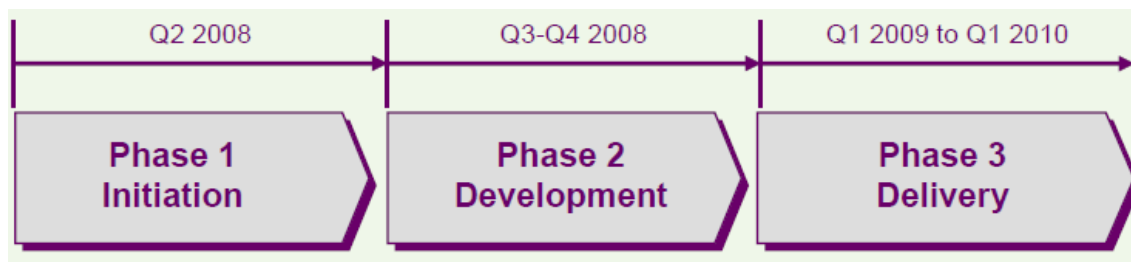 Q2 2008
Q3-Q4 2008
Q1 2009 to Q1 2010
Phase 1
Initiation
Phase 2
Development
Phase 3
Delivery